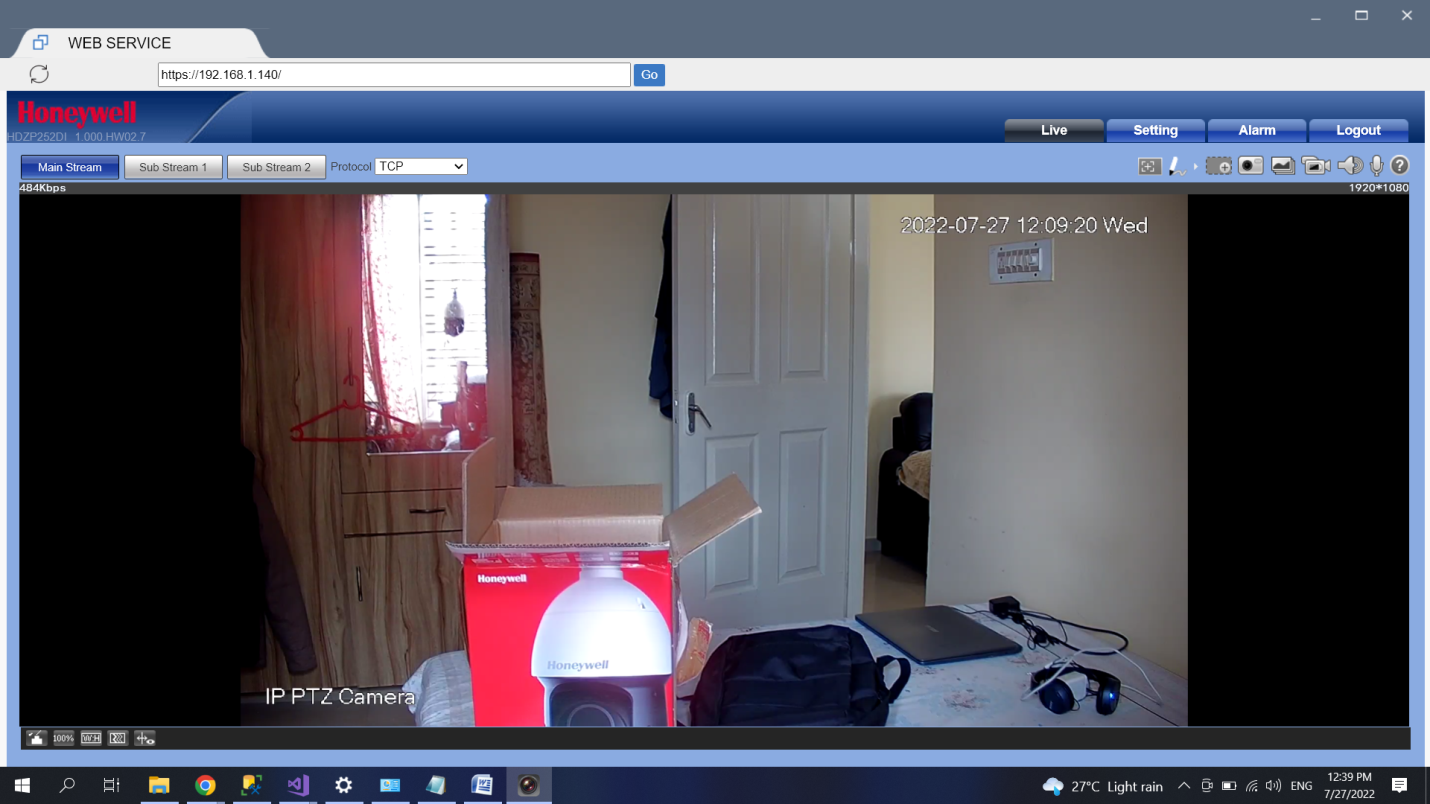 WEB SERVICE
https://192.168.1.140/
Go
Honeywell
HDZP252DI 1.000.HW02.7
Live
Setting
Alarm
Logout
Main Stream
Sub Stream 1
Sub Stream 2
Protocol
TCP
484Kbps
1920*1080
2022-07-27 12:09:20 Wed
Honeywell
Honeywell
IP PTZ Camera
100%
W:H
27°C Light rain
ENG
12:39 PM
7/27/2022